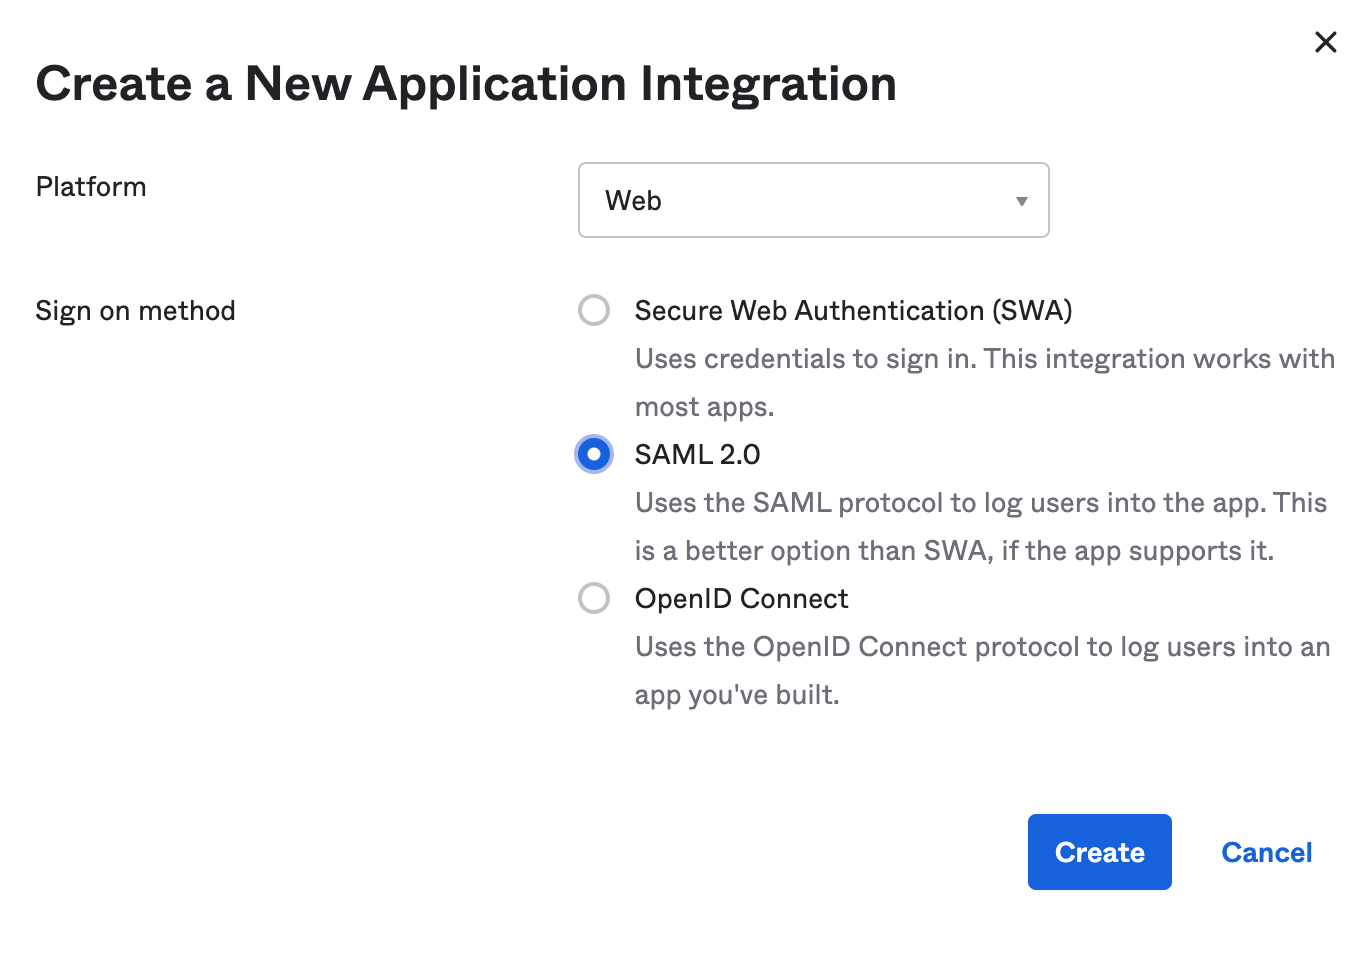 Create a New Application Integration
Platform
Web
Sign on method
Secure Web Authentication (SWA)
Uses credentials to sign in. This integration works with
most apps.
SAML 2.0
Uses the SAML protocol to log users into the app. This
is a better option than SWA, if the app supports it.
OpenID Connect
Uses the OpenID Connect protocol to log users into an
app you've built.
Create
Cancel